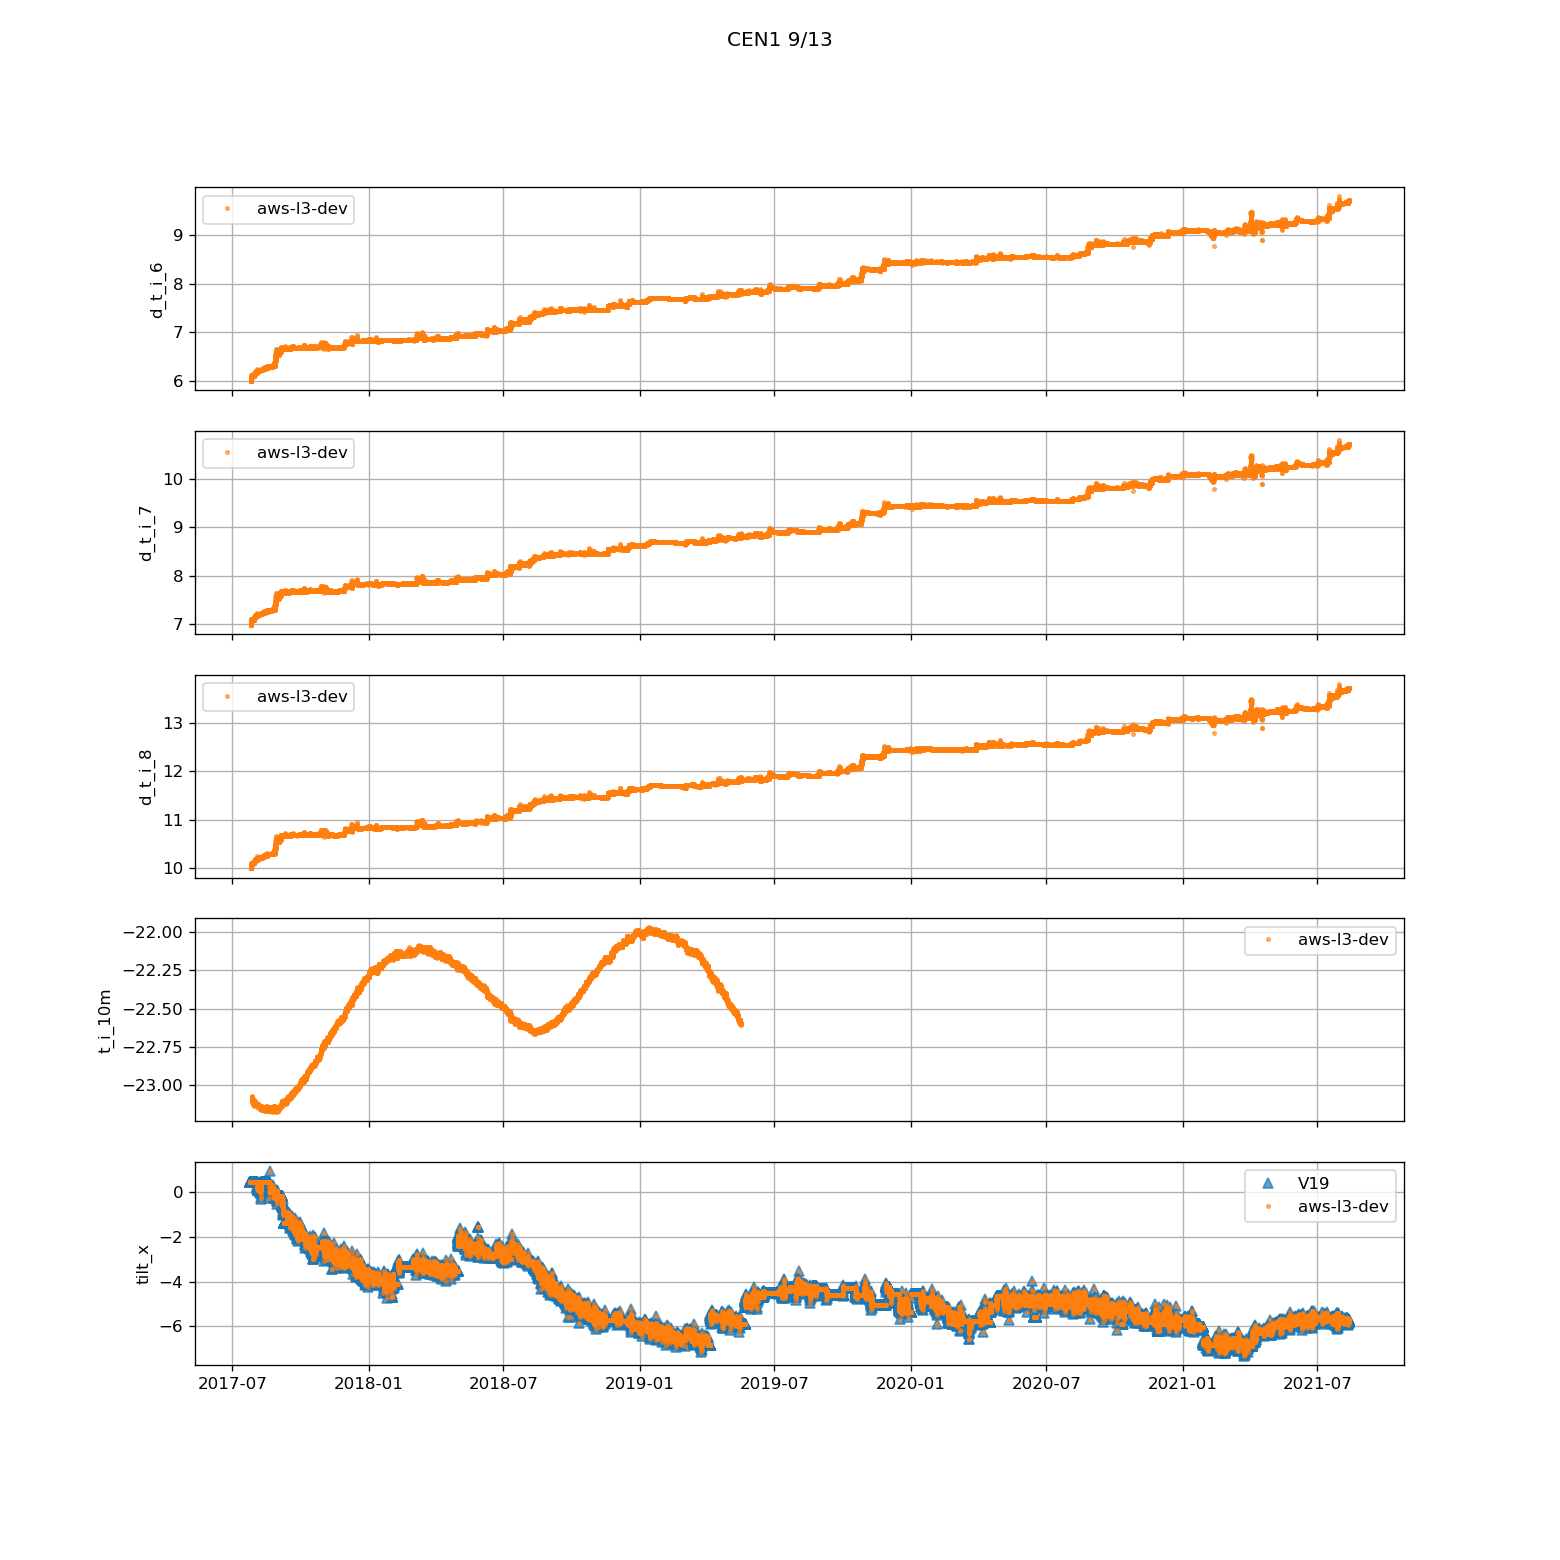 CEN1 9/13
aws-l3-dev
9
8
7
6
d_t_i_6
aws-l3-dev
10
9
8
7
d_t_i_7
aws-l3-dev
13
12
11
10
d_t_i_8
aws-l3-dev
−22.00
−22.25
−22.50
−22.75
−23.00
t_i_10m
V19
aws-l3-dev
0
−2
−4
−6
tilt_x
2017-07 2018-01 2018-07 2019-01 2019-07 2020-01 2020-07 2021-01 2021-07